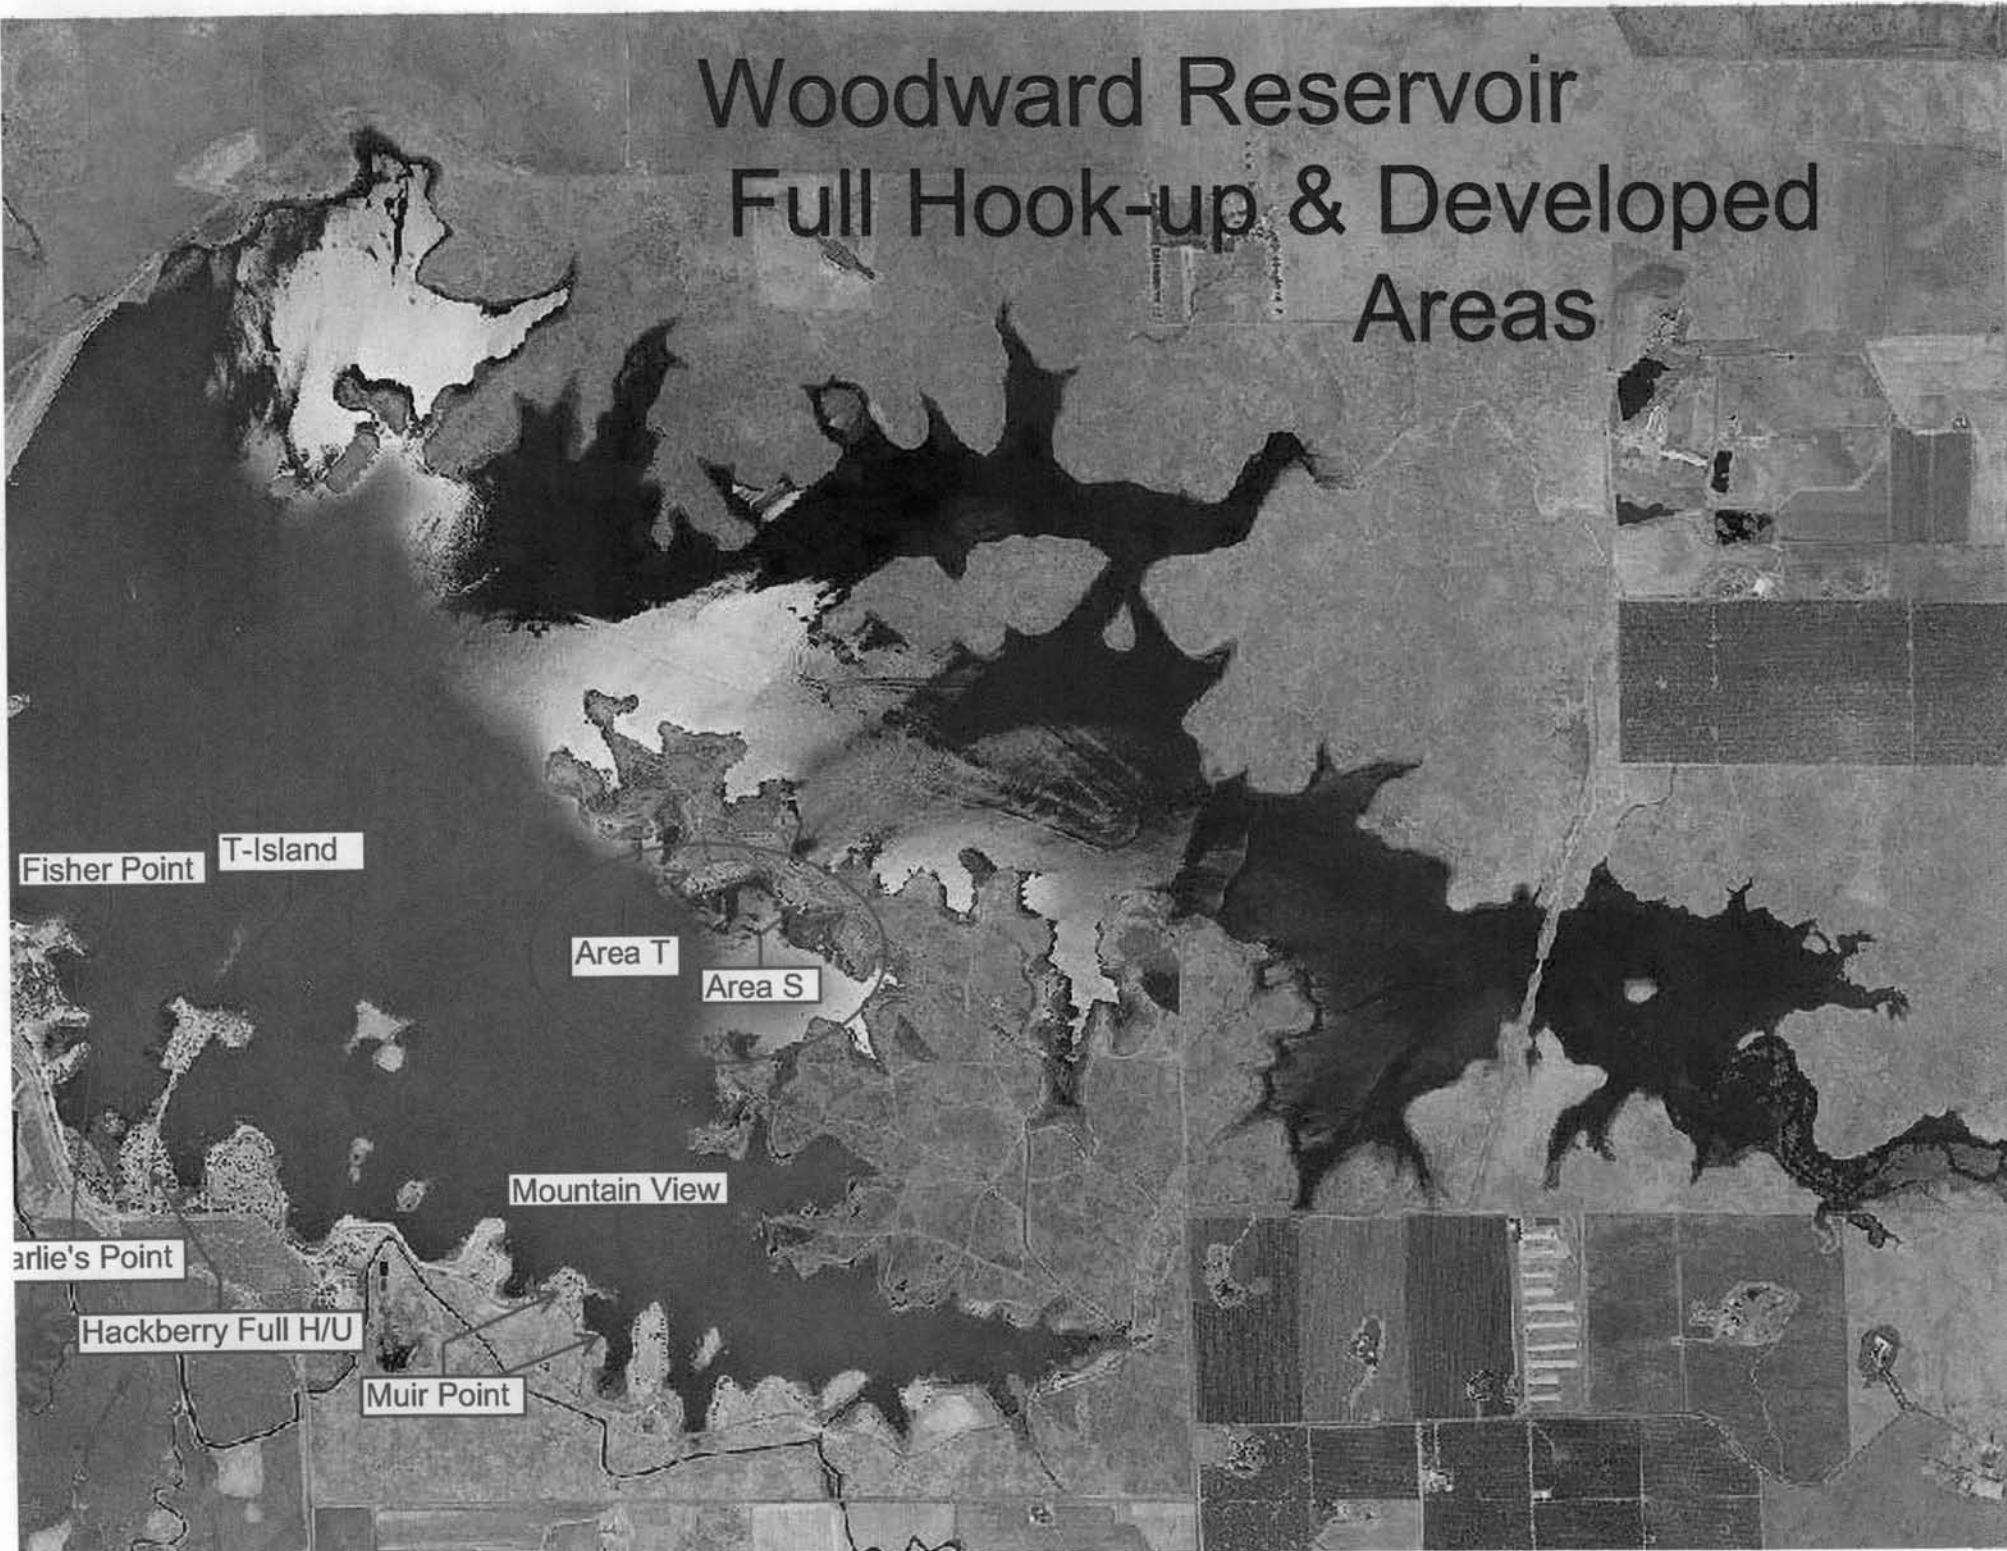 Woodward Reservoir
Full Hook-up & Developed
Areas
Fisher Point
T-Island
Area T
Area S
Mountain View
arlie's Point
Hackberry Full H/U
Muir Point